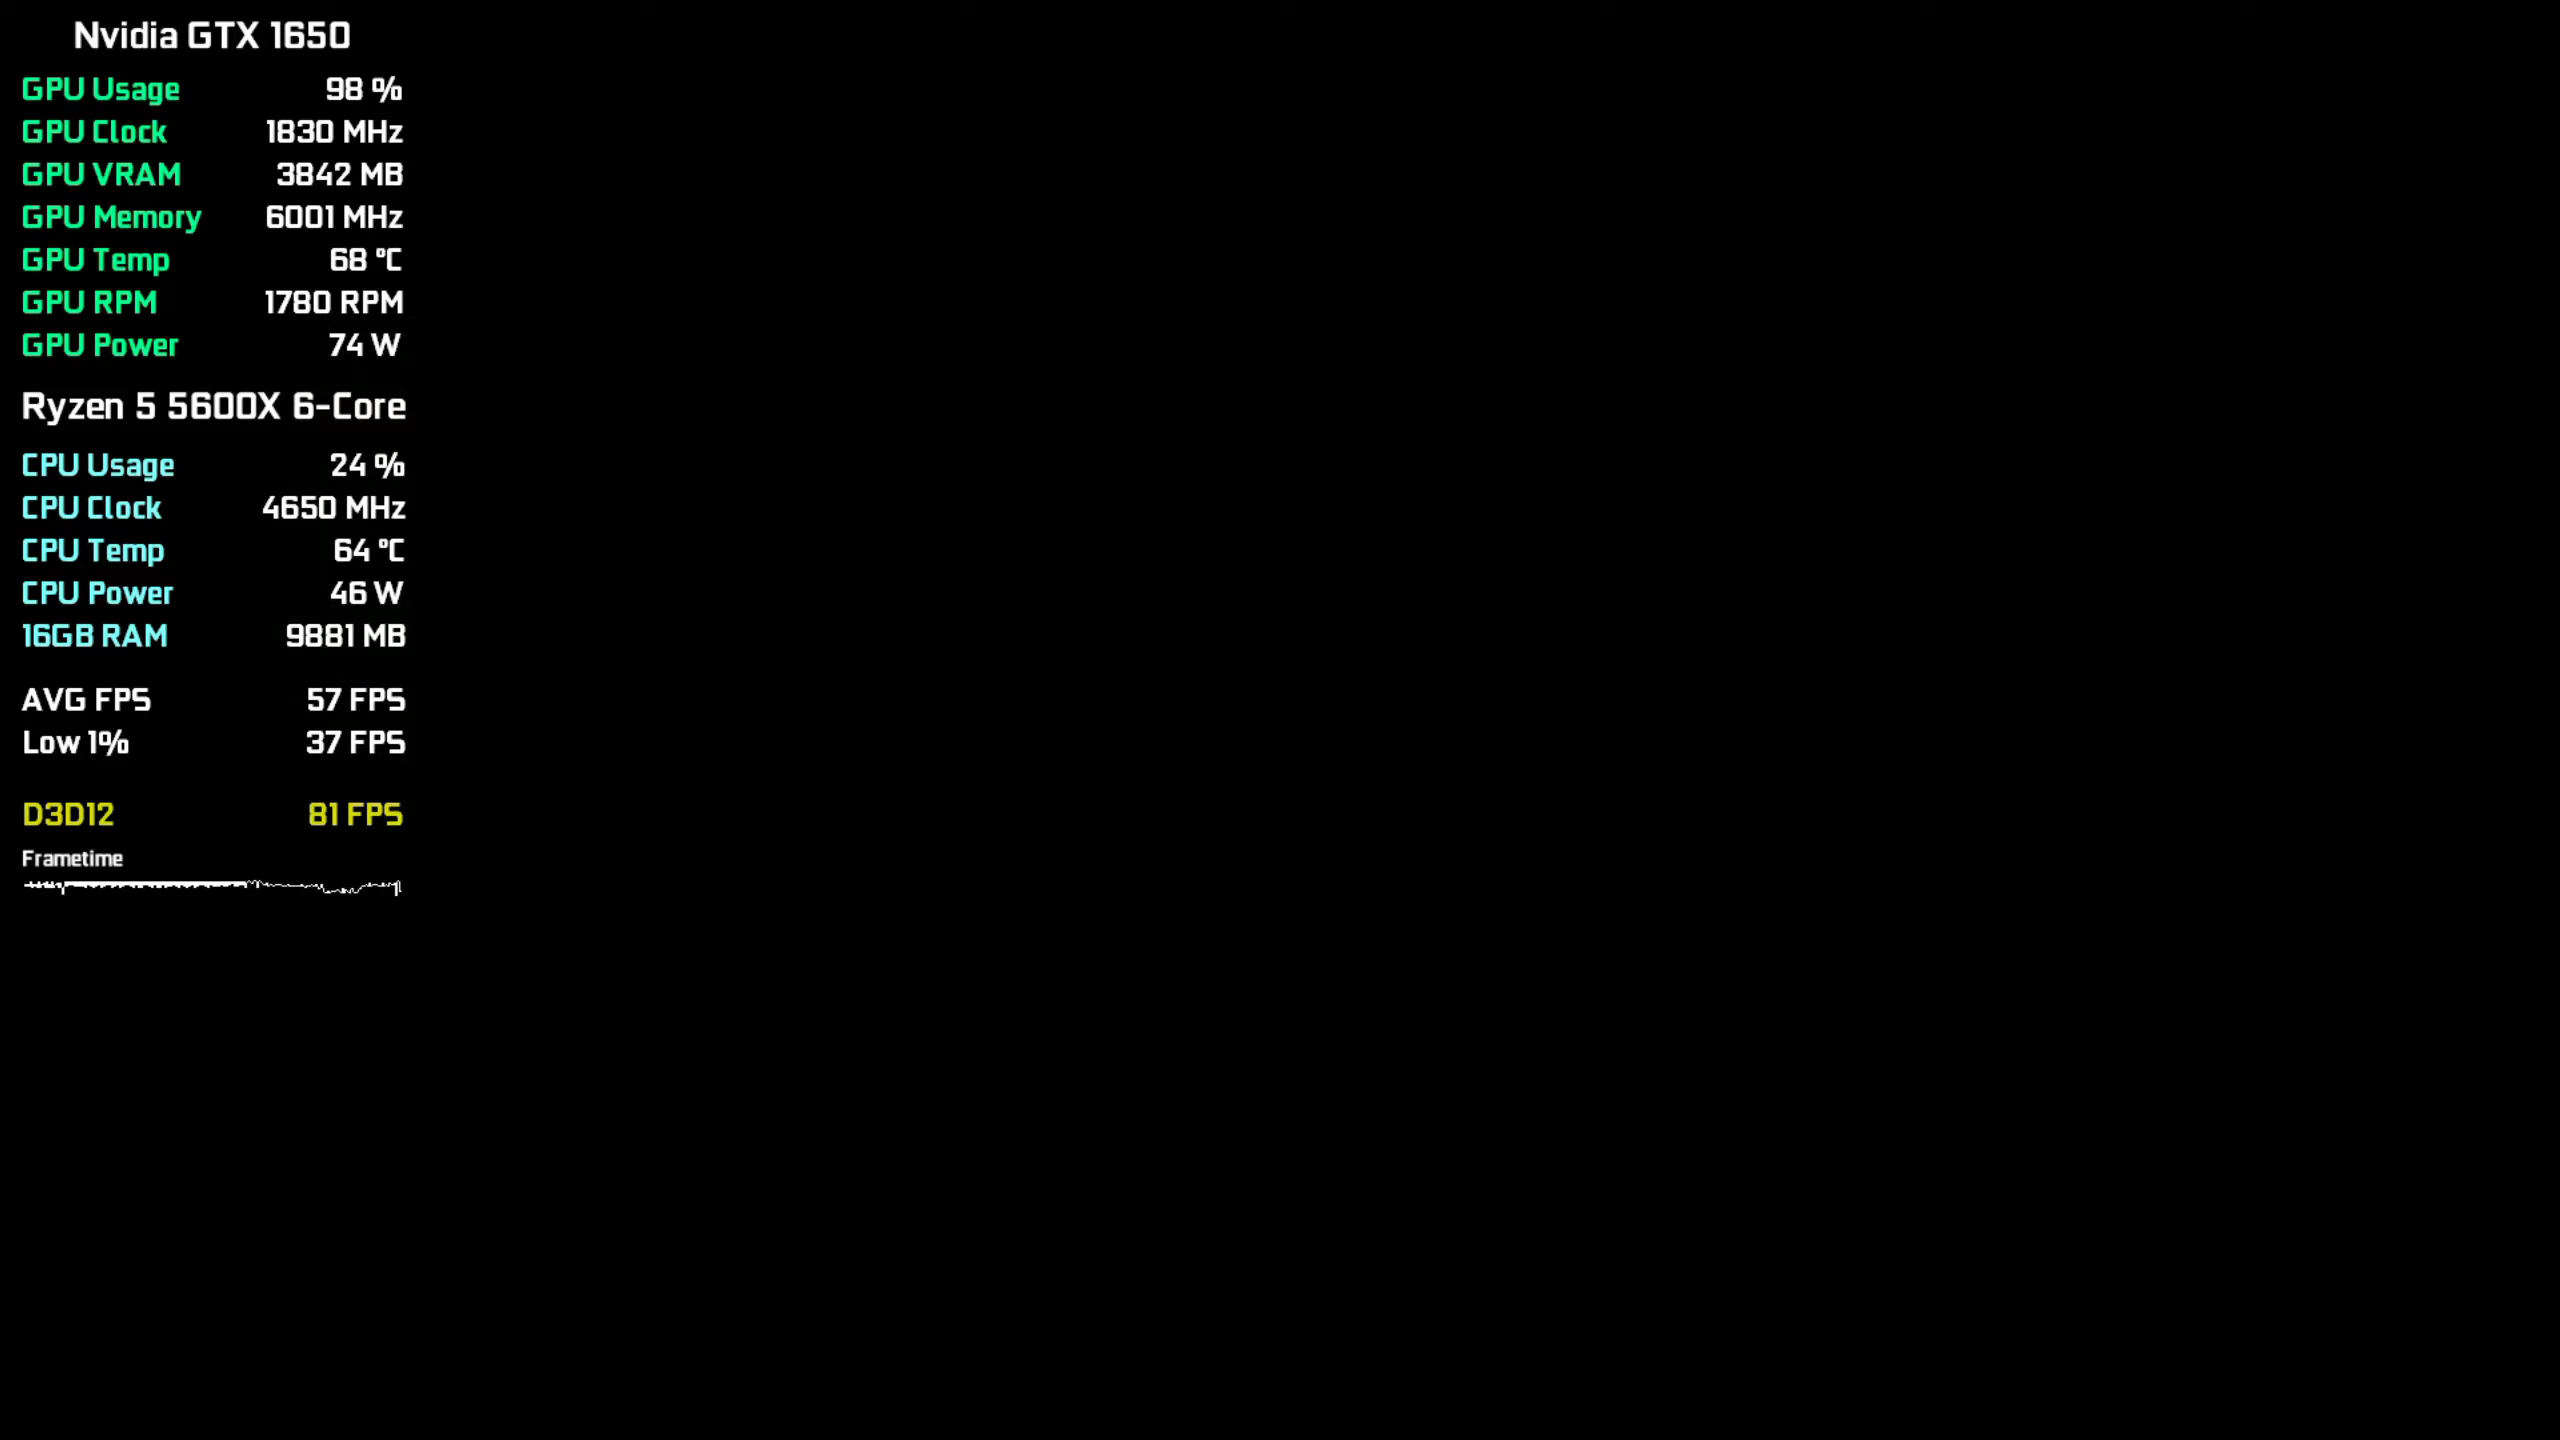 Nvidia GTX 1650
GPU Usage 98 %
GPU Clock 1830 MHz
GPU VRAM 3842 MB
GPU Memory 6001 MHz
GPU Temp 68 °C
GPU RPM 1780 RPM
GPU Power 74 W
Ryzen 5 5600X 6-Core
CPU Usage 24 %
CPU Clock 4650 MHz
CPU Temp 64 °C
CPU Power 46 W
16GB RAM 9881 MB
AVG FPS 57 FPS
Low 1% 37 FPS
D3D12 81 FPS
Frametime